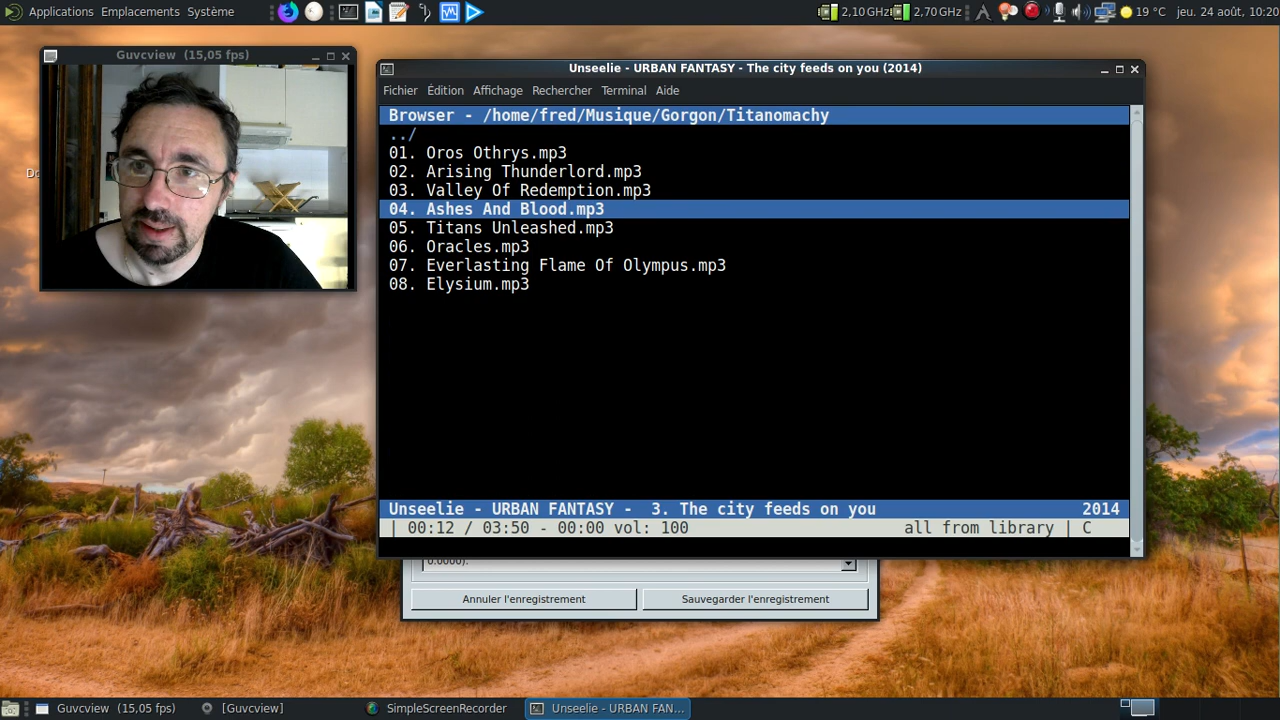 Applications Emplacements Système
2,10 GHz 2,70 GHz 19 °C jeu. 24 août, 10:20
Guvcview (15,05 fps)
Unseelie - URBAN FANTASY - The city feeds on you (2014)
Fichier Édition Affichage Rechercher Terminal Aide
Browser - /home/fred/Musique/Gorgon/Titanomachy
../
01. Oros Othrys.mp3
02. Arising Thunderlord.mp3
03. Valley Of Redemption.mp3
04. Ashes And Blood.mp3
05. Titans Unleashed.mp3
06. Oracles.mp3
07. Everlasting Flame Of Olympus.mp3
08. Elysium.mp3
Unseelie - URBAN FANTASY - 3. The city feeds on you 2014
| 00:12 / 03:50 - 00:00 vol: 100 all from library | C
Annuler l'enregistrement Sauvegarder l'enregistrement
Guvcview (15,05 fps) [Guvcview] SimpleScreenRecorder Unseelie - URBAN FAN...